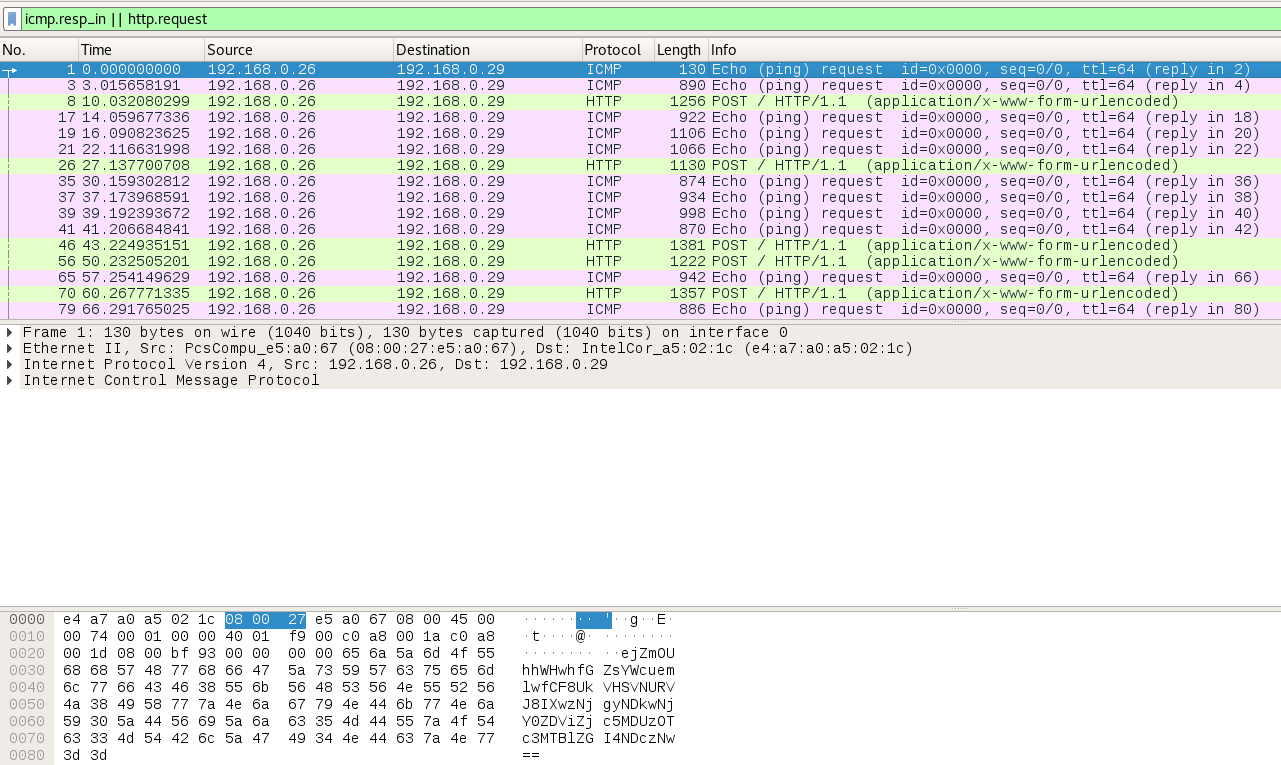 icmp.resp_in || http.request
No. Time Source Destination Protocol Length Info
1 0.000000000 192.168.0.26 192.168.0.29 ICMP 130 Echo (ping) request id=0x0000, seq=0/0, ttl=64 (reply in 2)
3 3.015658191 192.168.0.26 192.168.0.29 ICMP 890 Echo (ping) request id=0x0000, seq=0/0, ttl=64 (reply in 4)
8 10.032080299 192.168.0.26 192.168.0.29 HTTP 1256 POST / HTTP/1.1 (application/x-www-form-urlencoded)
17 14.059677336 192.168.0.26 192.168.0.29 ICMP 922 Echo (ping) request id=0x0000, seq=0/0, ttl=64 (reply in 18)
19 16.090823625 192.168.0.26 192.168.0.29 ICMP 1106 Echo (ping) request id=0x0000, seq=0/0, ttl=64 (reply in 20)
21 22.116631998 192.168.0.26 192.168.0.29 ICMP 1066 Echo (ping) request id=0x0000, seq=0/0, ttl=64 (reply in 22)
26 27.137700708 192.168.0.26 192.168.0.29 HTTP 1130 POST / HTTP/1.1 (application/x-www-form-urlencoded)
35 30.159302812 192.168.0.26 192.168.0.29 ICMP 874 Echo (ping) request id=0x0000, seq=0/0, ttl=64 (reply in 36)
37 37.173968591 192.168.0.26 192.168.0.29 ICMP 934 Echo (ping) request id=0x0000, seq=0/0, ttl=64 (reply in 38)
39 39.192393672 192.168.0.26 192.168.0.29 ICMP 998 Echo (ping) request id=0x0000, seq=0/0, ttl=64 (reply in 40)
41 41.206684841 192.168.0.26 192.168.0.29 ICMP 870 Echo (ping) request id=0x0000, seq=0/0, ttl=64 (reply in 42)
46 43.224935151 192.168.0.26 192.168.0.29 HTTP 1381 POST / HTTP/1.1 (application/x-www-form-urlencoded)
56 50.232505201 192.168.0.26 192.168.0.29 HTTP 1222 POST / HTTP/1.1 (application/x-www-form-urlencoded)
65 57.254149629 192.168.0.26 192.168.0.29 ICMP 942 Echo (ping) request id=0x0000, seq=0/0, ttl=64 (reply in 66)
70 60.267771335 192.168.0.26 192.168.0.29 HTTP 1357 POST / HTTP/1.1 (application/x-www-form-urlencoded)
79 66.291765025 192.168.0.26 192.168.0.29 ICMP 886 Echo (ping) request id=0x0000, seq=0/0, ttl=64 (reply in 80)
Frame 1: 130 bytes on wire (1040 bits), 130 bytes captured (1040 bits) on interface 0
Ethernet II, Src: PcsCompu_e5:a0:67 (08:00:27:e5:a0:67), Dst: IntelCor_a5:02:1c (e4:a7:a0:a5:02:1c)
Internet Protocol Version 4, Src: 192.168.0.26, Dst: 192.168.0.29
Internet Control Message Protocol
0000 e4 a7 a0 a5 02 1c 08 00 27 e5 a0 67 08 00 45 00 ········ '··g··E·
0010 00 74 00 01 00 00 40 01 f9 00 c0 a8 00 1a c0 a8 ·t····@· ········
0020 00 1d 08 00 bf 93 00 00 00 00 65 6a 5a 6d 4f 55 ········ ··ejZmOU
0030 68 68 57 48 77 68 66 47 5a 73 59 57 63 75 65 6d hhWHwhfG ZsYWcuem
0040 6c 77 66 43 46 38 55 6b 56 48 53 56 4e 55 52 56 lwfCF8Uk VHSVNURV
0050 4a 38 49 58 77 7a 4e 6a 67 79 4e 44 6b 77 4e 6a J8IXwzNj gyNDkwNj
0060 59 30 5a 44 56 69 5a 6a 63 35 4d 44 55 7a 4f 54 Y0ZDViZj c5MDUzOT
0070 63 33 4d 54 42 6c 5a 47 49 34 4e 44 63 7a 4e 77 c3MTBlZG I4NDczNw
0080 3d 3d ==